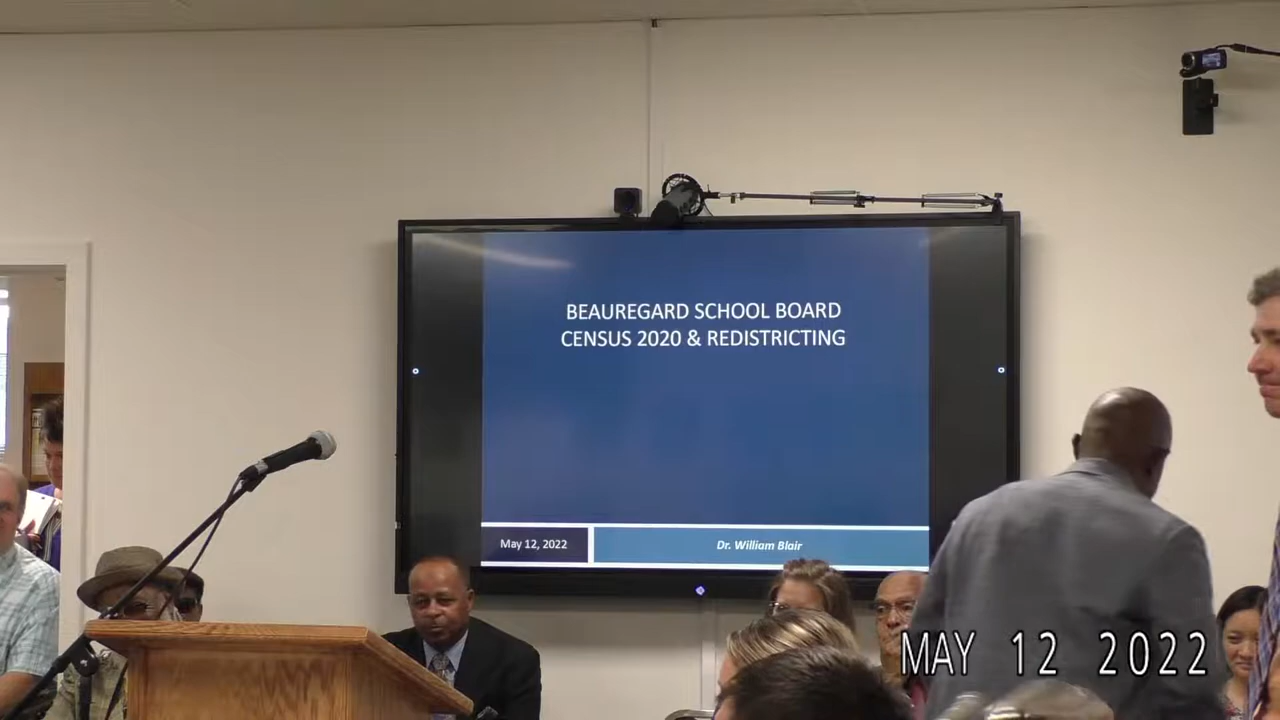 BEAUREGARD SCHOOL BOARD
CENSUS 2020 & REDISTRICTING
May 12, 2022
Dr. William Blair
MAY 12 2022